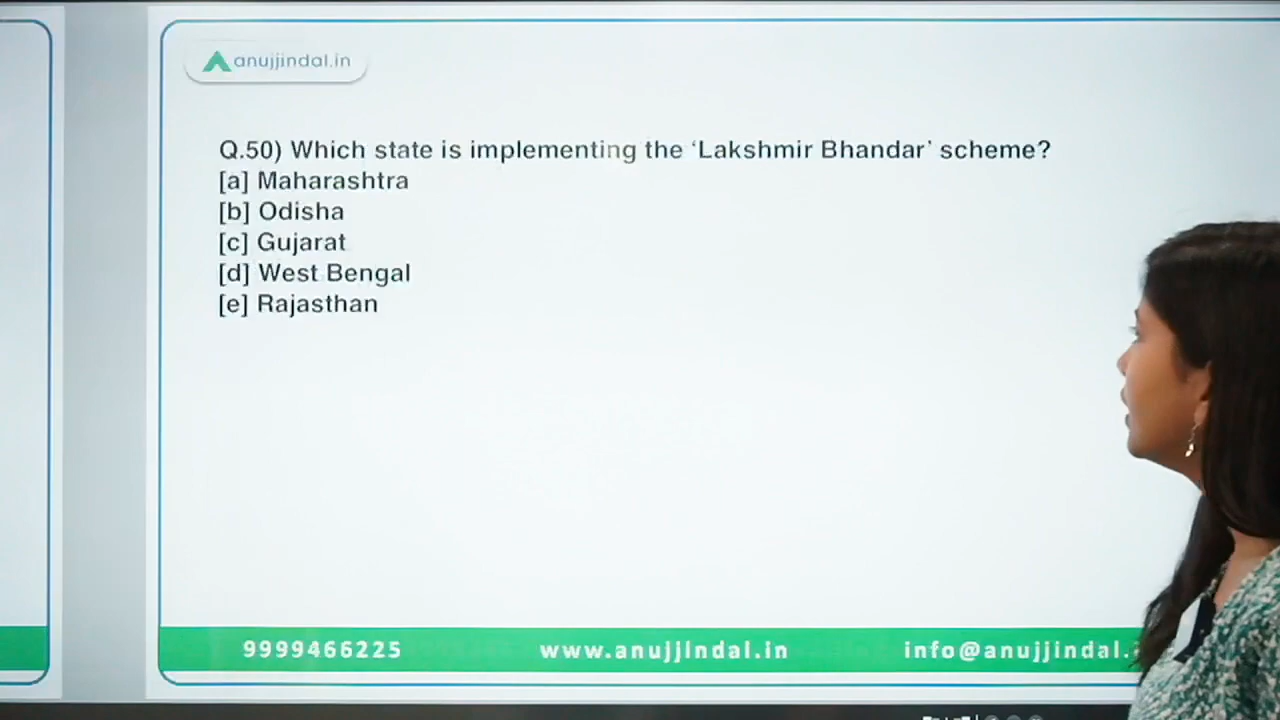 anujjindal.in
Q.50) Which state is implementing the ‘Lakshmir Bhandar’ scheme?
[a] Maharashtra
[b] Odisha
[c] Gujarat
[d] West Bengal
[e] Rajasthan
9999466225 www.anujjindal.in info@anujjindal.